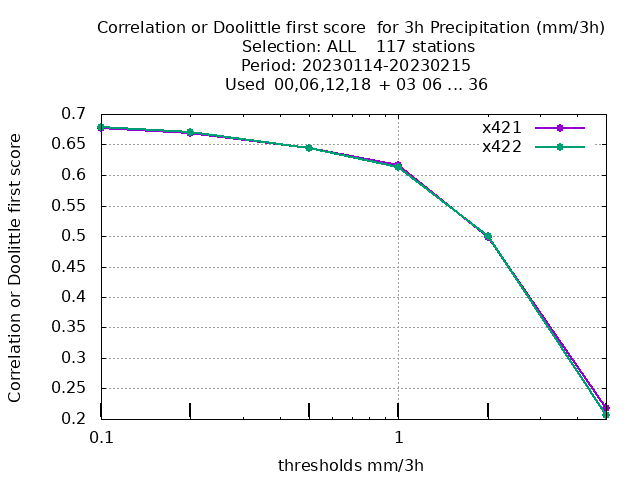 Correlation or Doolittle first score for 3h Precipitation (mm/3h)
Selection: ALL 117 stations
Period: 20230114-20230215
Used 00,06,12,18 + 03 06 ... 36
x421
x422
0.7
0.65
0.6
0.55
0.5
0.45
0.4
0.35
0.3
0.25
0.2
0.1
1
Correlation or Doolittle first score
thresholds mm/3h